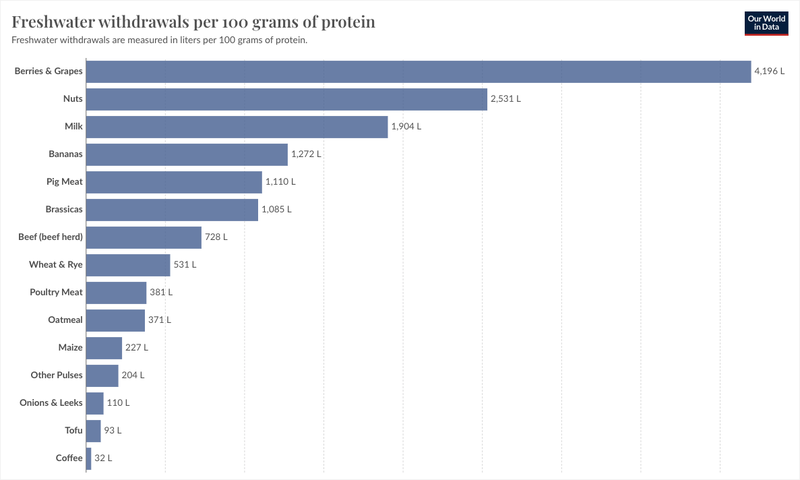 Freshwater withdrawals per 100 grams of protein
Our World
in Data
Freshwater withdrawals are measured in liters per 100 grams of protein.
Berries & Grapes 4,196 L
Nuts 2,531 L
Milk 1,904 L
Bananas 1,272 L
Pig Meat 1,110 L
Brassicas 1,085 L
Beef (beef herd) 728 L
Wheat & Rye 531 L
Poultry Meat 381 L
Oatmeal 371 L
Maize 227 L
Other Pulses 204 L
Onions & Leeks 110 L
Tofu 93 L
Coffee 32 L